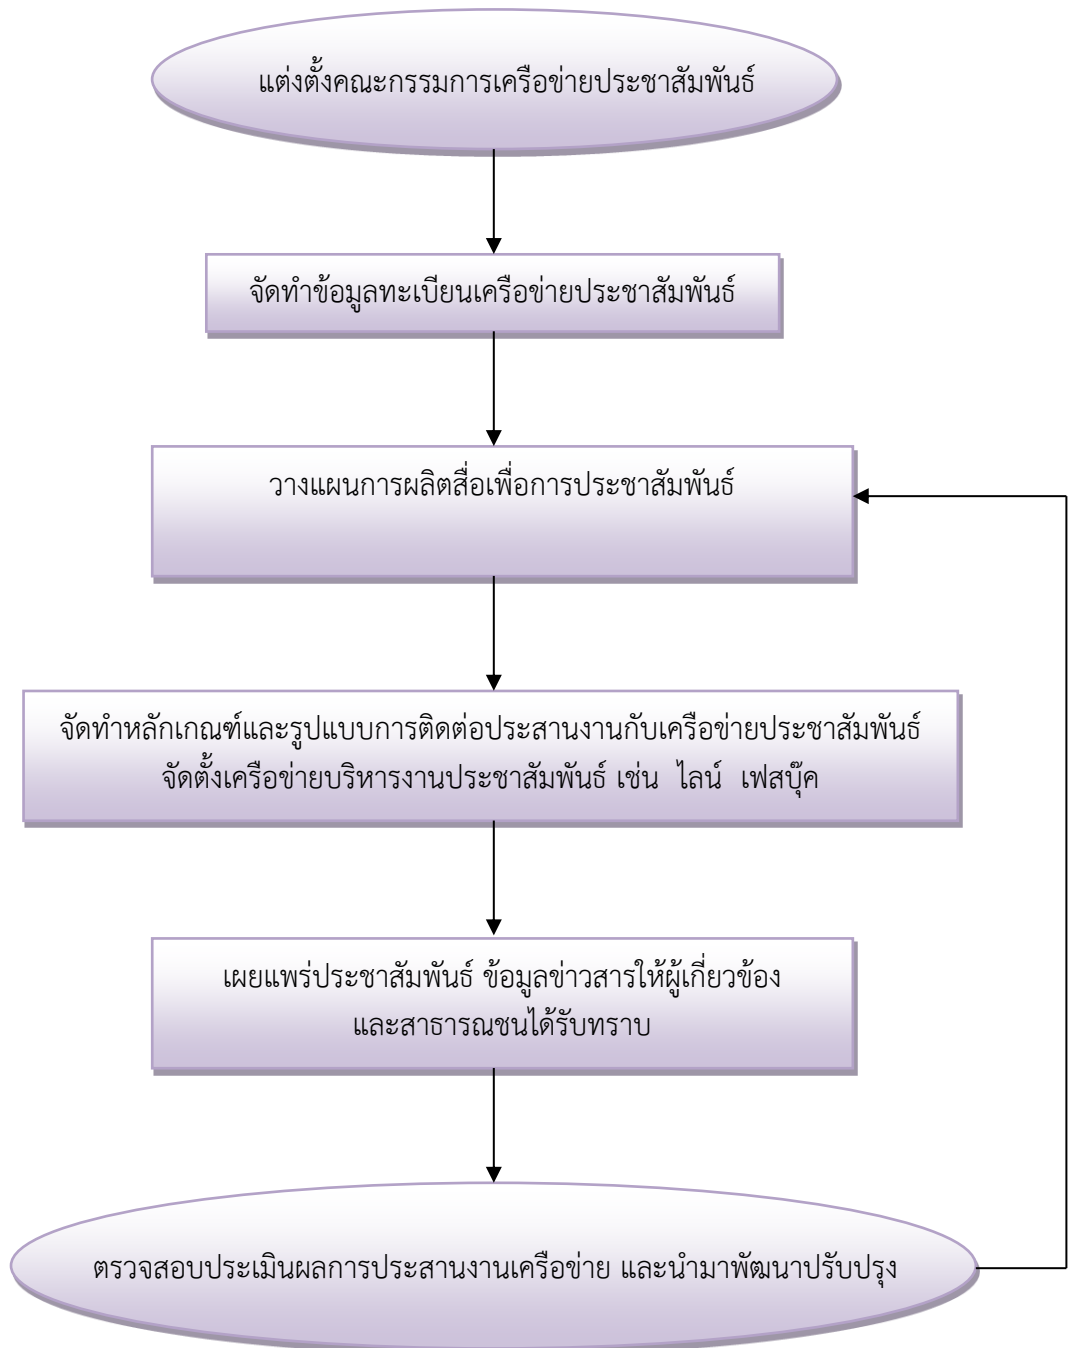 แต่งตั้งคณะกรรมการเครือข่ายประชาสัมพันธ์
จัดทำข้อมูลทะเบียนเครือข่ายประชาสัมพันธ์
วางแผนการผลิตสื่อเพื่อการประชาสัมพันธ์
จัดทำหลักเกณฑ์และรูปแบบการติดต่อประสานงานกับเครือข่ายประชาสัมพันธ์
จัดตั้งเครือข่ายบริหารงานประชาสัมพันธ์ เช่น ไลน์ เฟสบุ๊ค
เผยแพร่ประชาสัมพันธ์ ข้อมูลข่าวสารให้ผู้เกี่ยวข้อง
และสาธารณชนได้รับทราบ
ตรวจสอบประเมินผลการประสานงานเครือข่าย และนำมาพัฒนาปรับปรุง